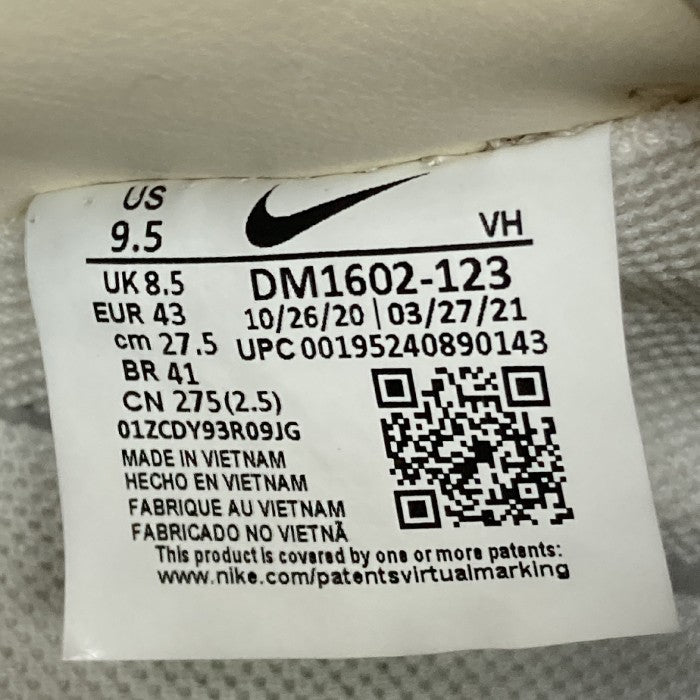 US
9.5
VH
UK 8.5
DM1602-123
EUR 43
10/26/20 | 03/27/21
cm 27.5
UPC 00195240890143
BR 41
CN 275(2.5)
01ZCDY93R09JG
MADE IN VIETNAM
HECHO EN VIETNAM
FABRIQUE AU VIETNAM
FABRICADO NO VIETNÃ
This product is covered by one or more patents:
www.nike.com/patentsvirtualmarking